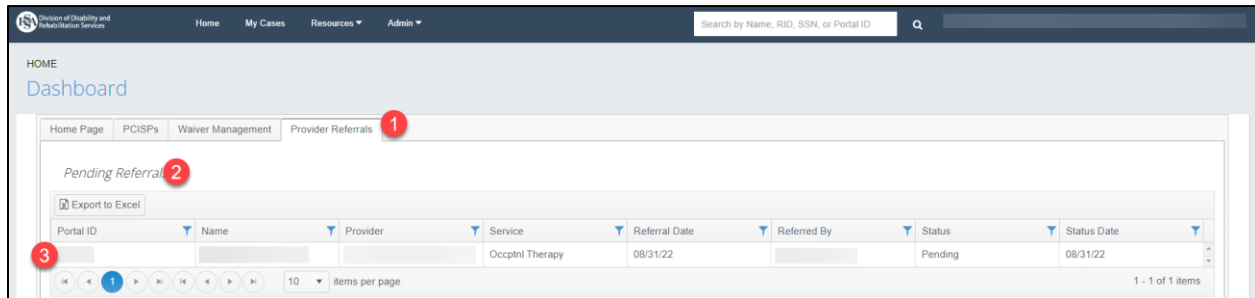 Division of Disability and
Rehabilitation Services
Home My Cases Resources Admin
Search by Name, RID, SSN, or Portal ID
HOME
Dashboard
Home Page PCISPs Waiver Management Provider Referrals 1
Pending Referrals 2
Export to Excel
Portal ID Name Provider Service Referral Date Referred By Status Status Date
3 Occptnl Therapy 08/31/22 Pending 08/31/22
1 10 items per page 1 - 1 of 1 items